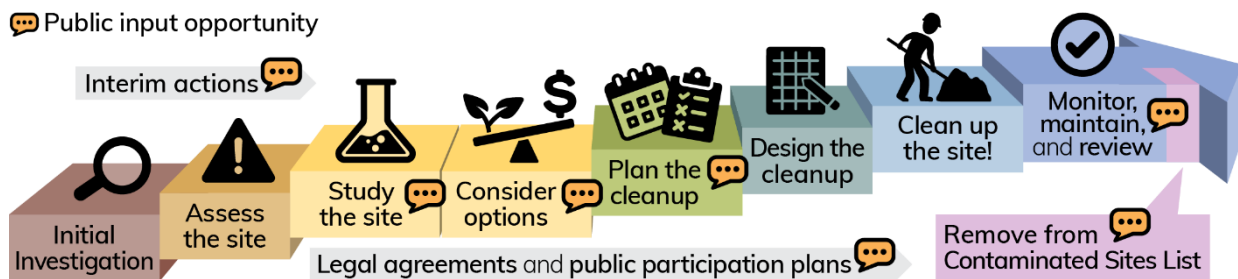 Public input opportunity
Interim actions
Initial
Investigation
Assess
the site
Study
the site
Consider
options
$
Plan the
cleanup
Design the
cleanup
Clean up
the site!
Monitor,
maintain,
and review
Legal agreements and public participation plans
Remove from
Contaminated Sites List